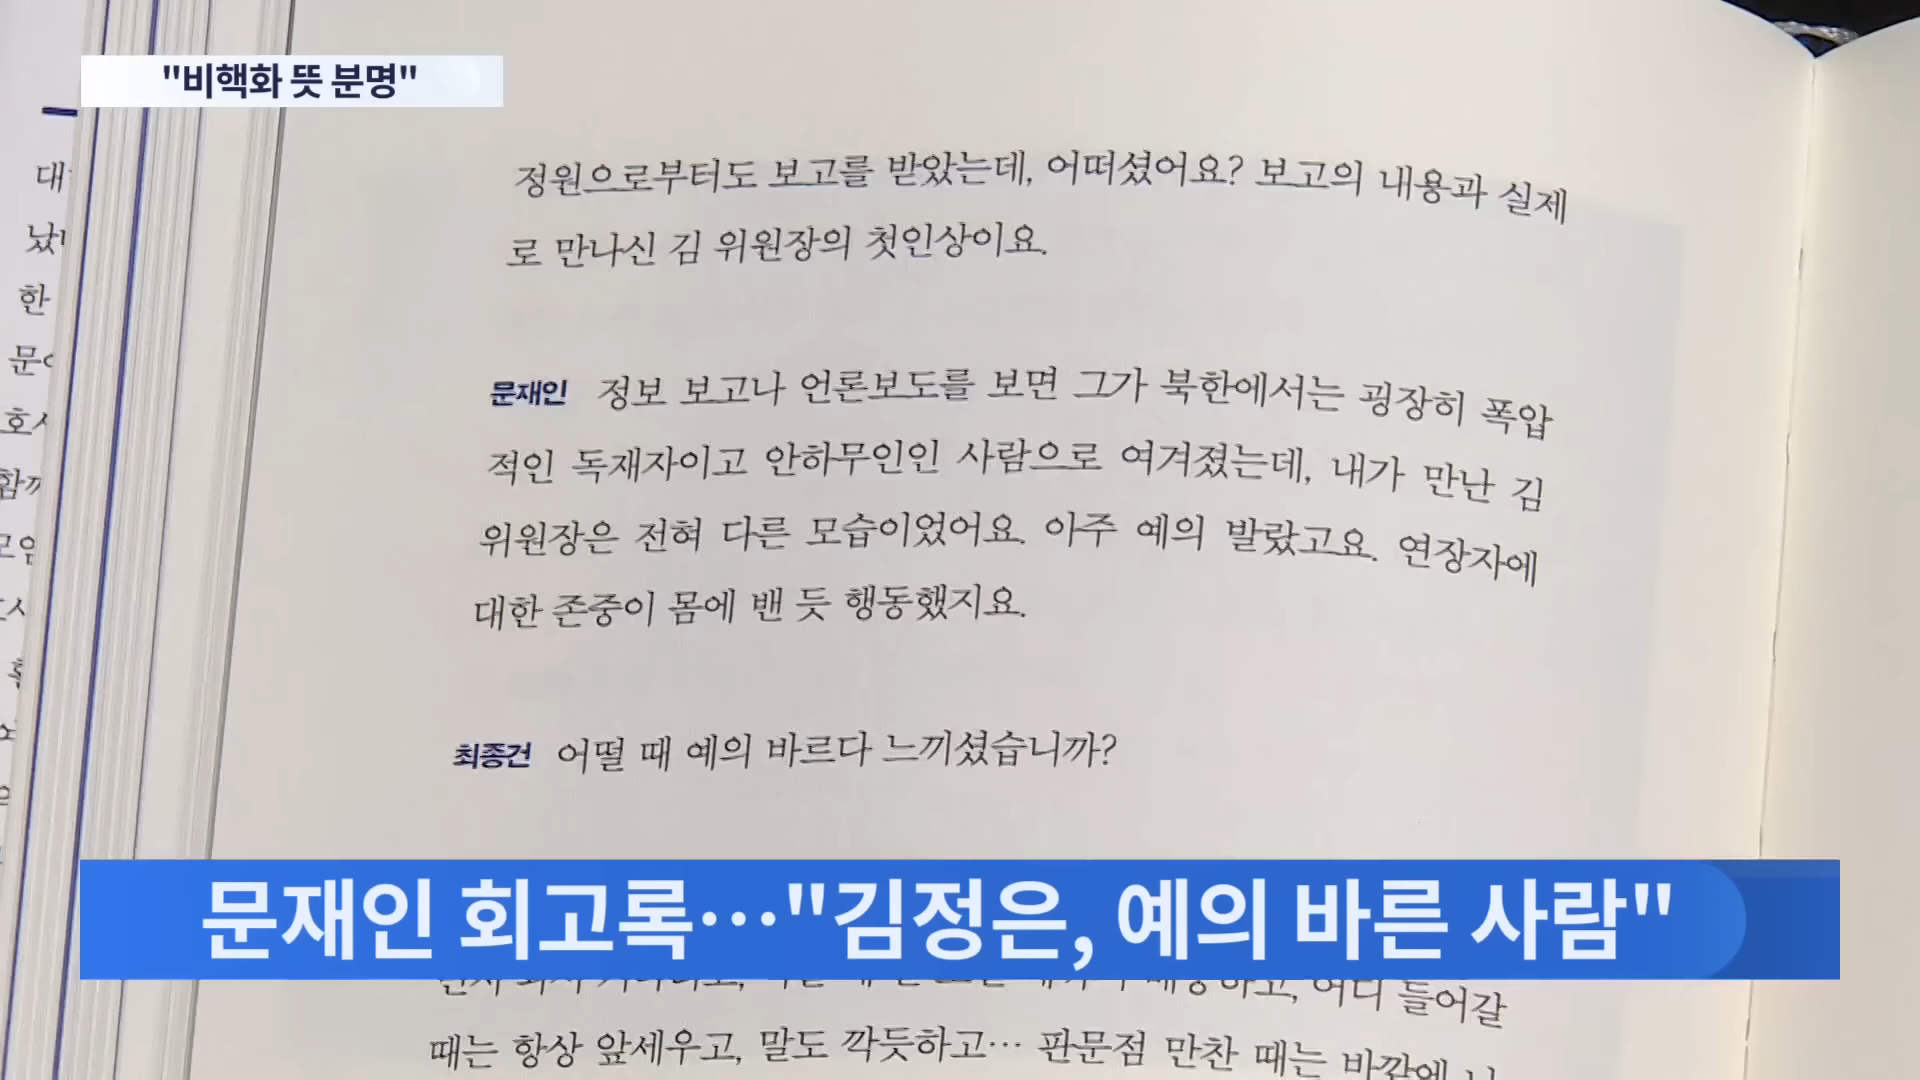 "비핵화 뜻 분명"
정원으로부터도 보고를 받았는데, 어떠셨어요? 보고의 내용과 실제
로 만나신 김 위원장의 첫인상이요.
문재인 정보 보고나 언론보도를 보면 그가 북한에서는 굉장히 폭압
적인 독재자이고 안하무인인 사람으로 여겨졌는데, 내가 만난 김
위원장은 전혀 다른 모습이었어요. 아주 예의 발랐고요. 연장자에
대한 존중이 몸에 밴 듯 행동했지요.
최종건 어떨 때 예의 바르다 느끼셨습니까?
문재인 회고록…"김정은, 예의 바른 사람"
들어갈
때는 항상 앞세우고, 말도 깍듯하고… 판문점 만찬 때는 바깥에